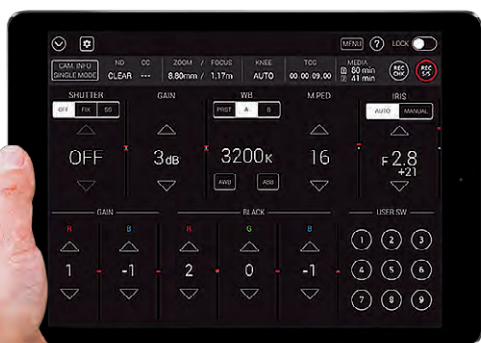 MENU ? LOCK
CAM. INFO
SINGLE MODE
ND CC ZOOM / FOCUS KNEE TCG MEDIA
CLEAR --- 8.80mm / 1.17m AUTO 00:00:09.00
60 min
41 min
REC CHK
REC S/S
SHUTTER GAIN WB M.PED IRIS
OFF FIX SS PRST A B AUTO MANUAL
OFF 3dB 3200K 16 F 2.8
+21
AWB ABB
GAIN BLACK USER SW
R B R G B
1 2 3
1 -1 2 0 -1
4 5 6
7 8 9